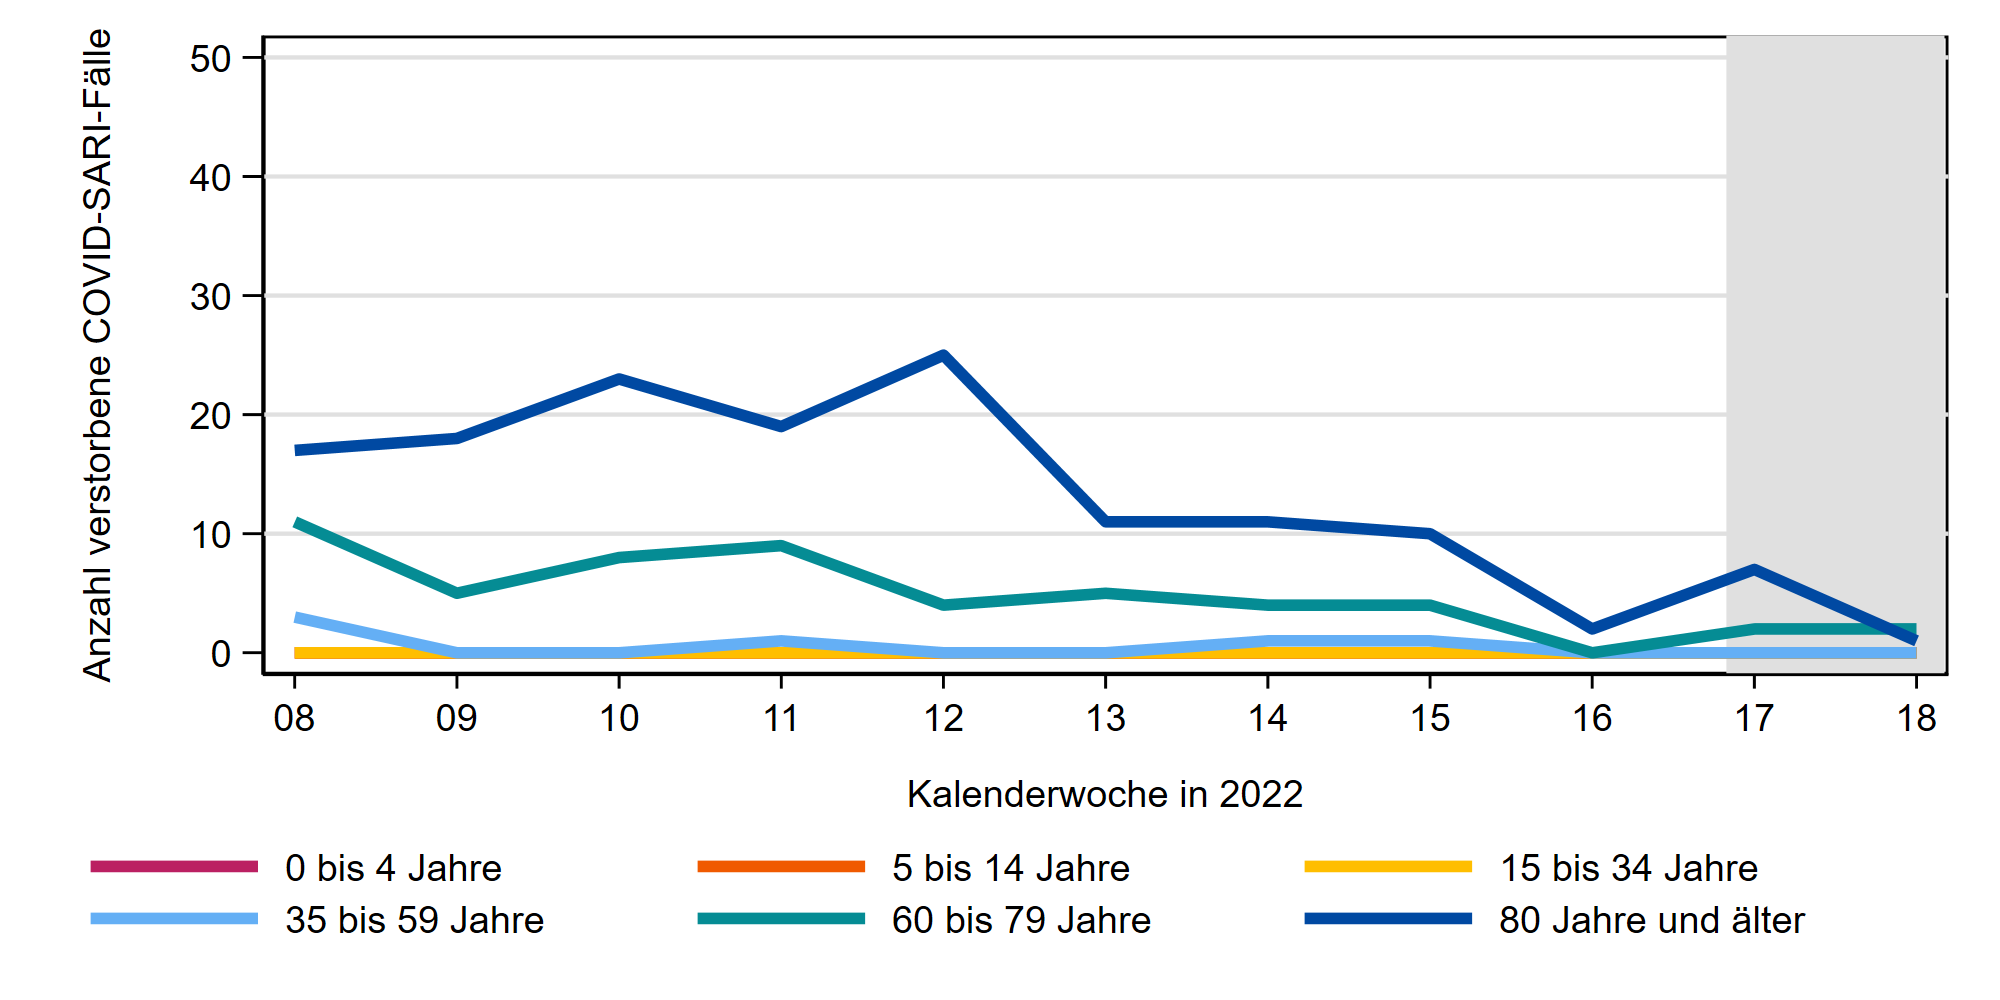 Anzahl verstorbene COVID-SARI-Fälle
50
40
30
20
10
0
08 09 10 11 12 13 14 15 16 17 18
Kalenderwoche in 2022
0 bis 4 Jahre 5 bis 14 Jahre 15 bis 34 Jahre
35 bis 59 Jahre 60 bis 79 Jahre 80 Jahre und älter